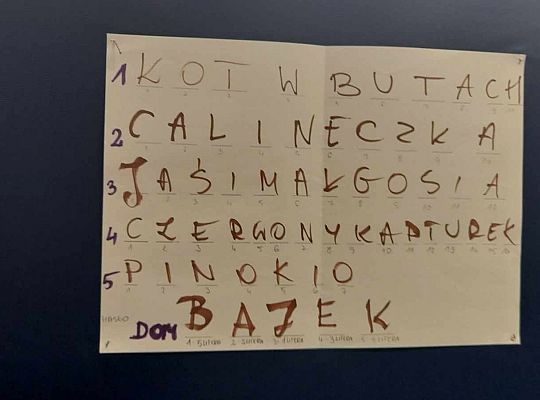 1 KOT W BUTACH
2 CALINECZKA
3 JAŚ I MAŁGOSIA
4 CZERWONY KAPTUREK
5 PINOKIO
HASŁO DOM BAJEK